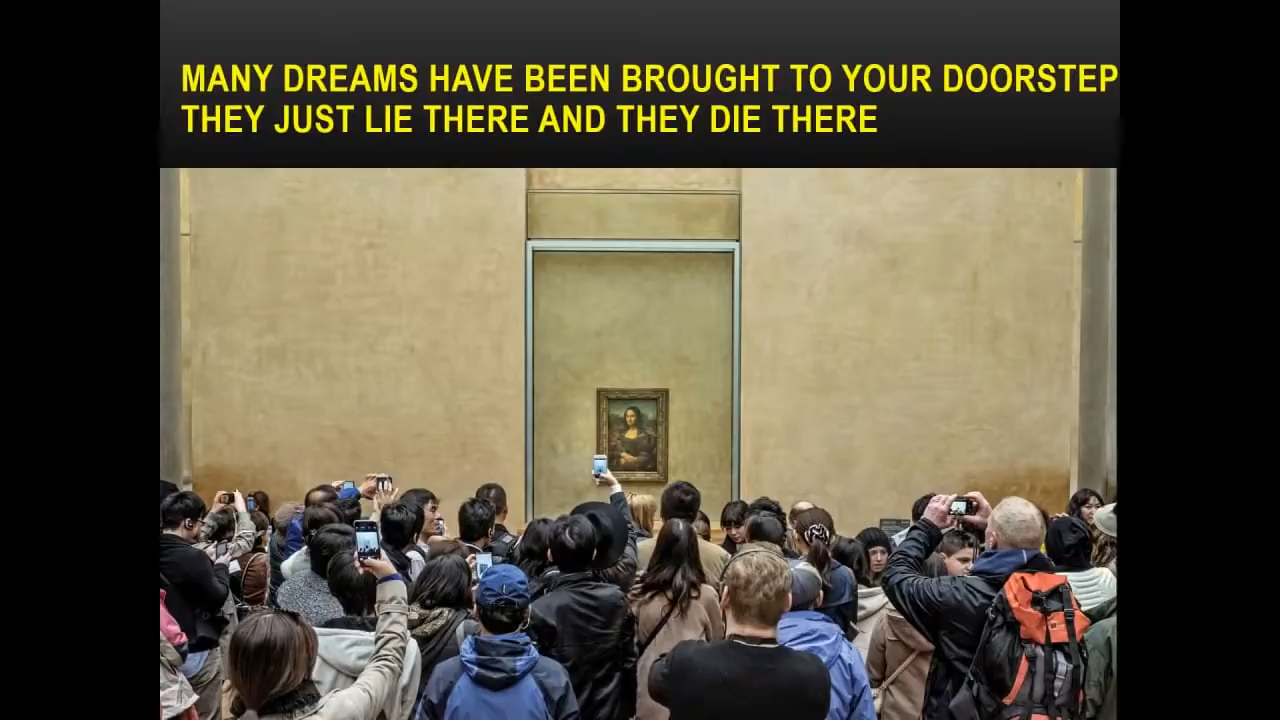 MANY DREAMS HAVE BEEN BROUGHT TO YOUR DOORSTEP
THEY JUST LIE THERE AND THEY DIE THERE